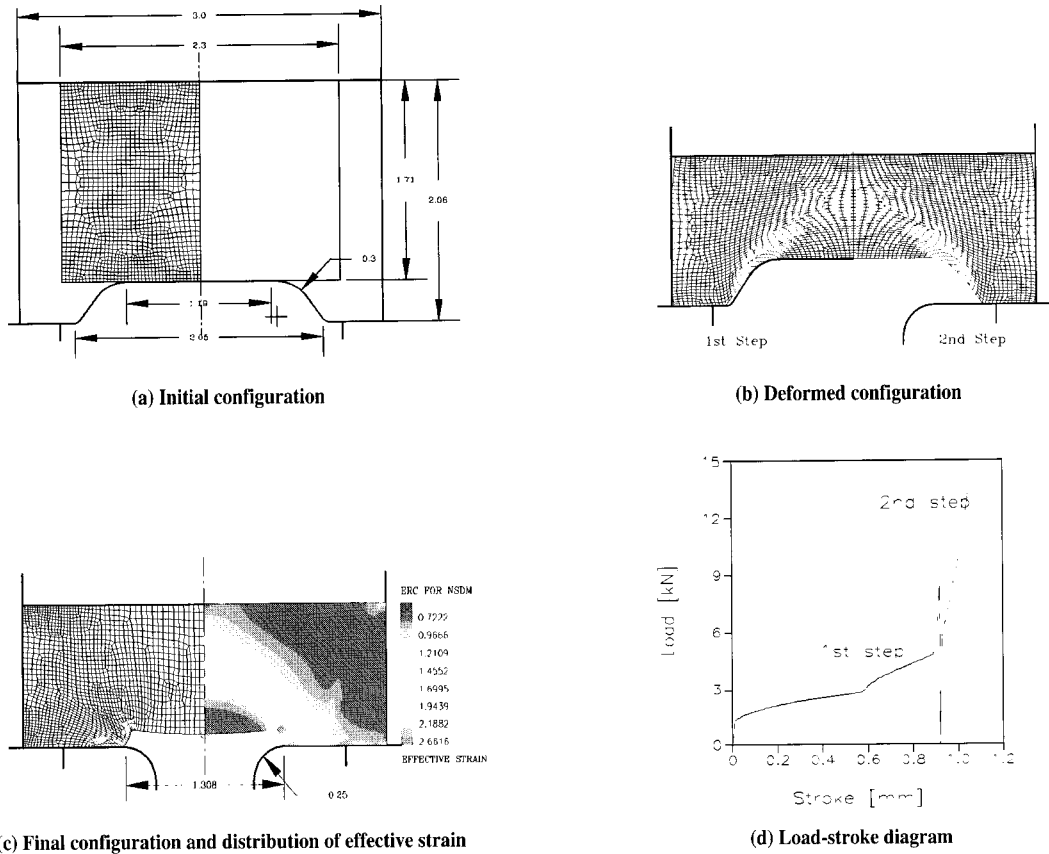 3.0
2.3
1.71
2.06
0.3
1.19
2.05
(a) Initial configuration
1st Step
2nd Step
(b) Deformed configuration
ERC FOR NSDM
0.7222
0.9666
1.2109
1.4552
1.6995
1.9439
2.1882
2.6616
EFFECTIVE STRAIN
1.308
0.25
(c) Final configuration and distribution of effective strain
15
12
9
6
3
0
Load [kN]
2nd step
1st step
0
0.2
0.4
0.6
0.8
1.0
1.2
Stroke [mm]
(d) Load-stroke diagram